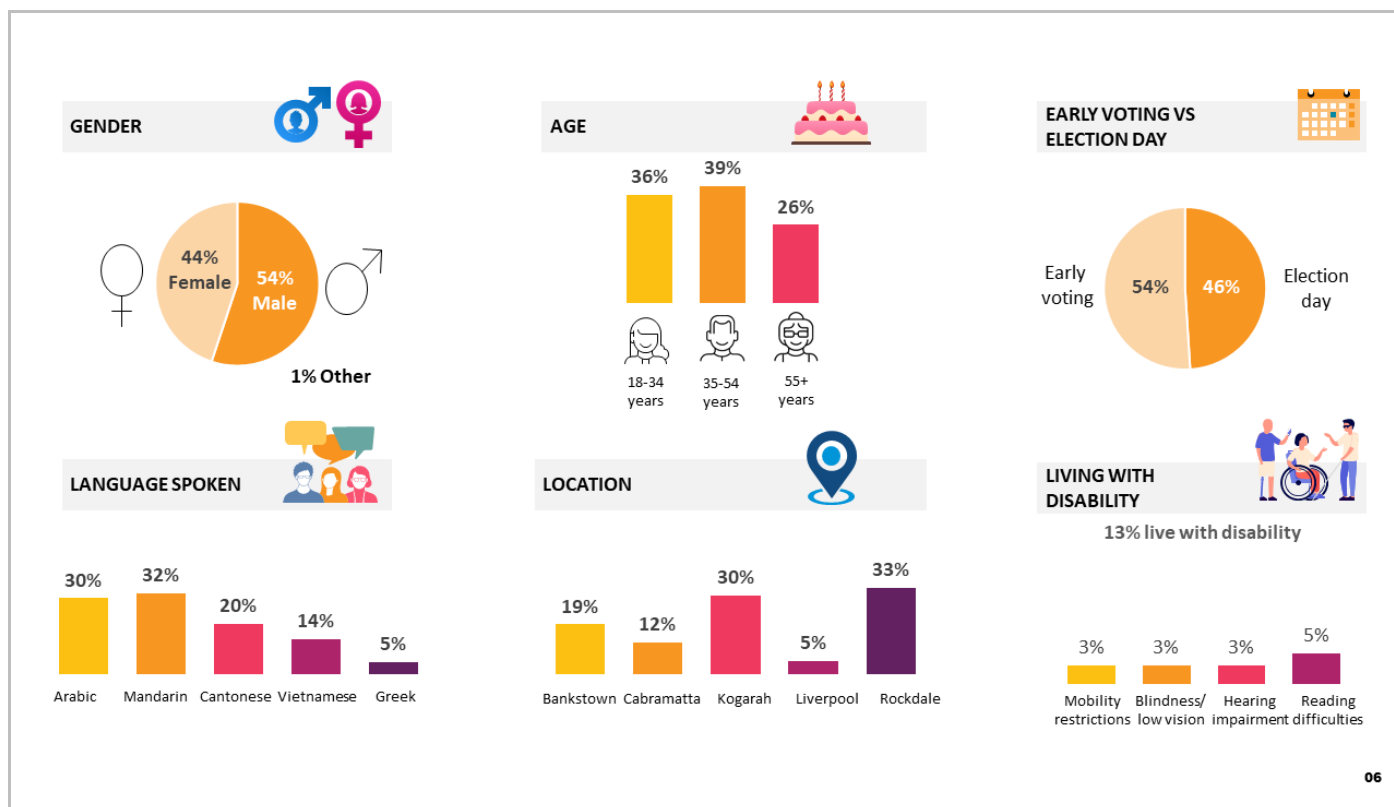 GENDER
44%
Female
54%
Male
1% Other
AGE
36%
39%
26%
18-34
years
35-54
years
55+
years
EARLY VOTING VS
ELECTION DAY
Early
voting
54%
46%
Election
day
LANGUAGE SPOKEN
30%
32%
20%
14%
5%
Arabic
Mandarin
Cantonese
Vietnamese
Greek
LOCATION
19%
12%
30%
5%
33%
Bankstown
Cabramatta
Kogarah
Liverpool
Rockdale
LIVING WITH
DISABILITY
13% live with disability
3%
3%
3%
5%
Mobility
restrictions
Blindness/
low vision
Hearing
impairment
Reading
difficulties
06